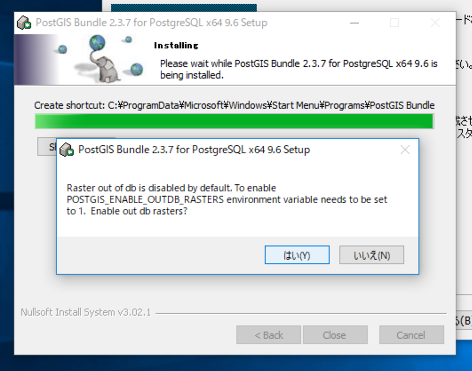 PostGIS Bundle 2.3.7 for PostgreSQL x64 9.6 Setup
Installing
Please wait while PostGIS Bundle 2.3.7 for PostgreSQL x64 9.6 is
being installed.
Create shortcut: C:¥ProgramData¥Microsoft¥Windows¥Start Menu¥Programs¥PostGIS Bundle
PostGIS Bundle 2.3.7 for PostgreSQL x64 9.6 Setup
Raster out of db is disabled by default. To enable
POSTGIS_ENABLE_OUTDB_RASTERS environment variable needs to be set
to 1. Enable out db rasters?
はい(Y)
いいえ(N)
Nullsoft Install System v3.02.1
< Back
Close
Cancel